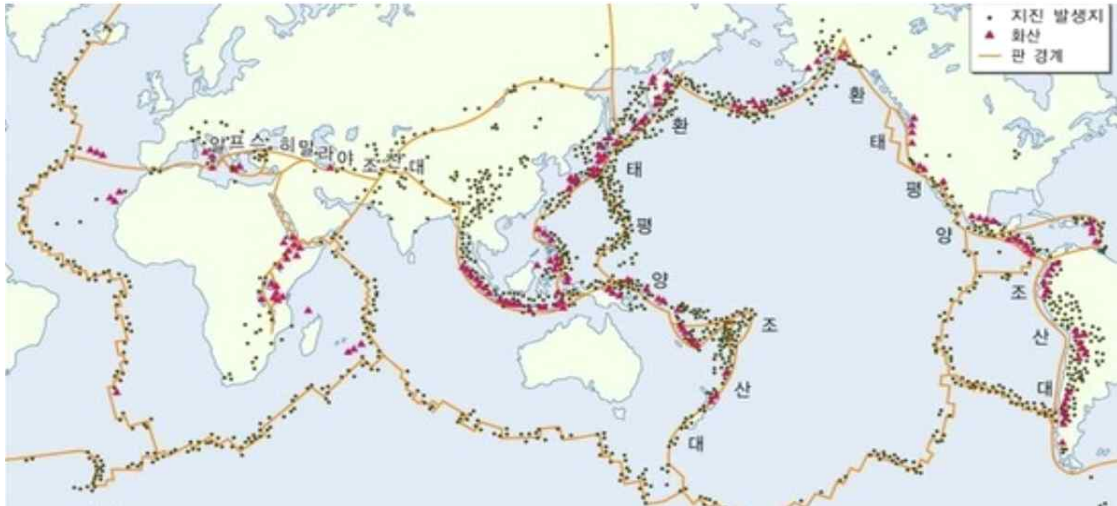 지진 발생지
화산
판 경계
알프스 히말라야 조산대
환태평양조산대
환태평양조산대